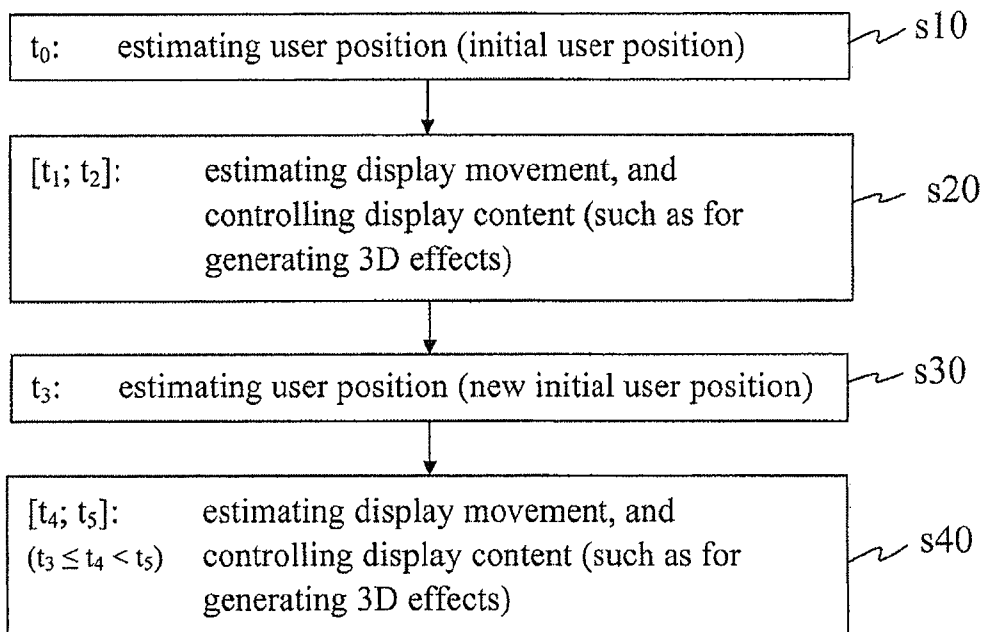 t₀: estimating user position (initial user position)
s10
[t₁; t₂]: estimating display movement, and
controlling display content (such as for
generating 3D effects)
s20
t₃: estimating user position (new initial user position)
s30
[t₄; t₅]: estimating display movement, and
(t₃ ≤ t₄ < t₅) controlling display content (such as for
generating 3D effects)
s40